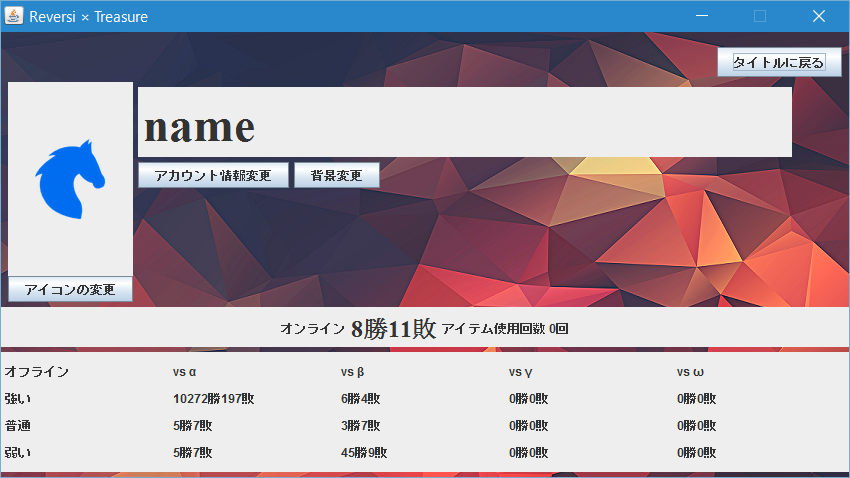 Reversi × Treasure
タイトルに戻る
name
アカウント情報変更 背景変更
アイコンの変更
オンライン 8勝11敗 アイテム使用回数 0回
オフライン vs α vs β vs γ vs ω
強い 10272勝197敗 6勝4敗 0勝0敗 0勝0敗
普通 5勝7敗 3勝7敗 0勝0敗 0勝0敗
弱い 5勝7敗 45勝9敗 0勝0敗 0勝0敗